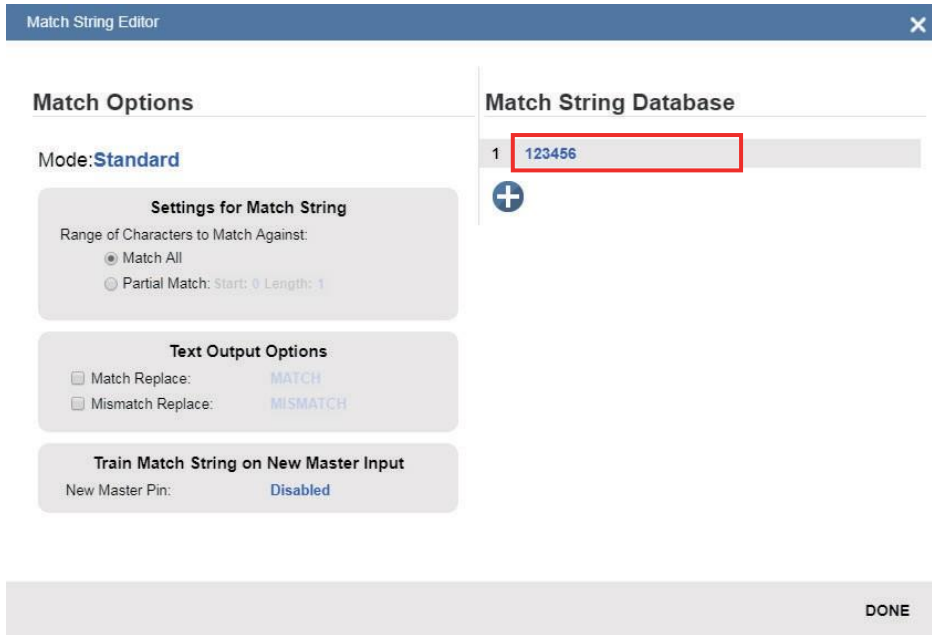 Match String Editor
Match Options
Mode:Standard
Settings for Match String
Range of Characters to Match Against:
Match All
Partial Match: Start: 0 Length: 1
Text Output Options
Match Replace: MATCH
Mismatch Replace: MISMATCH
Train Match String on New Master Input
New Master Pin: Disabled
Match String Database
1 123456
DONE